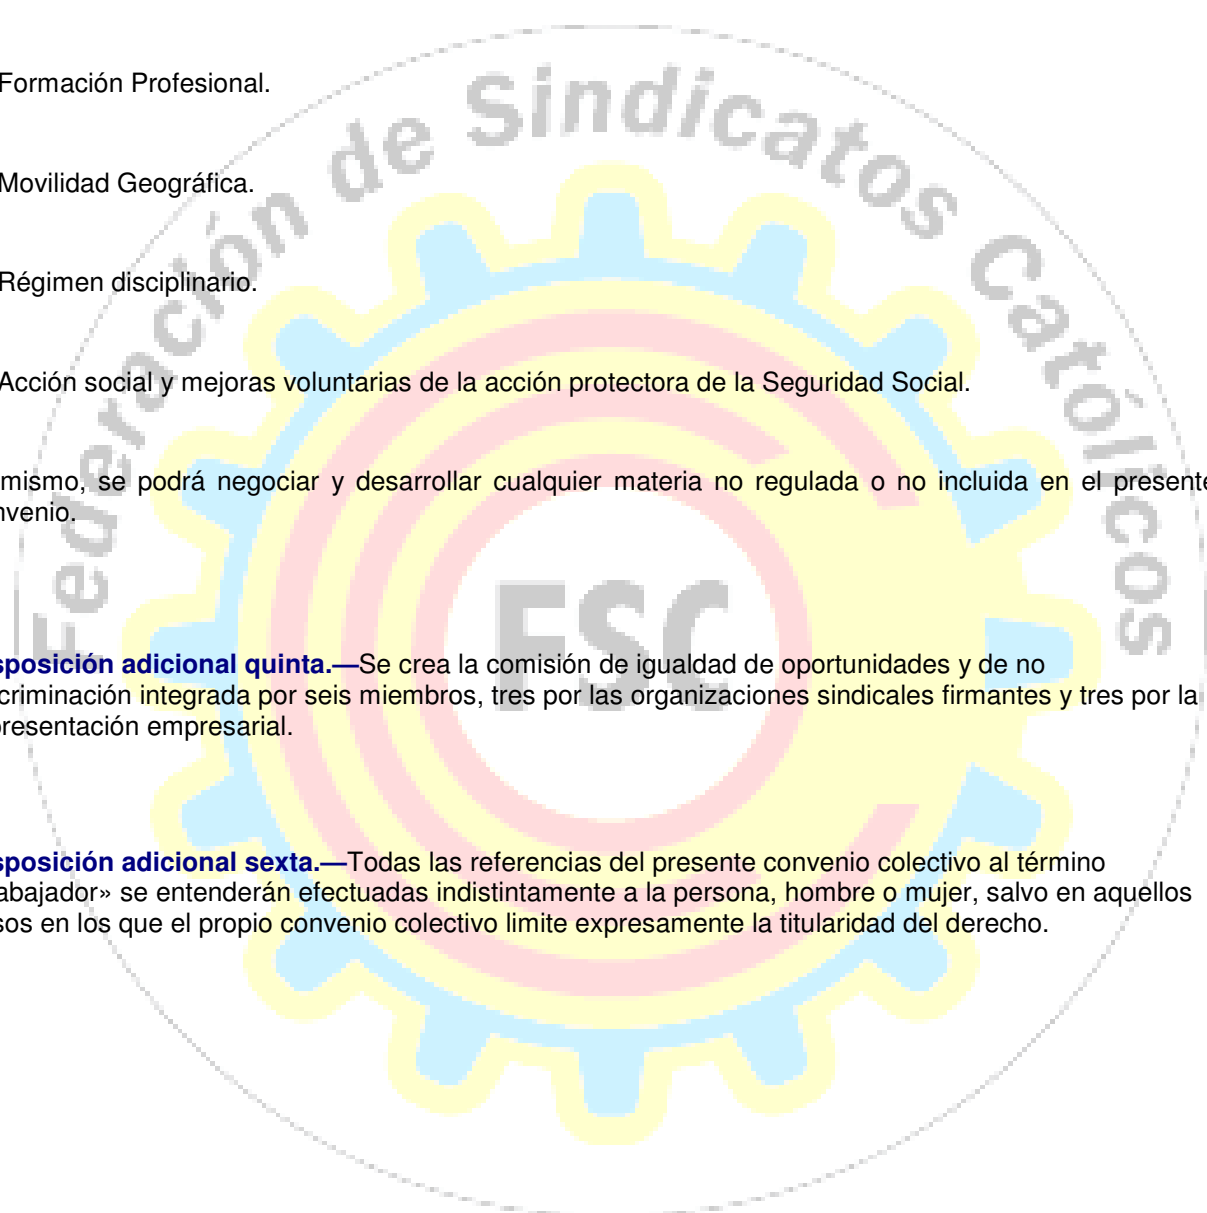 Formación Profesional.
Movilidad Geográfica.
Régimen disciplinario.
Acción social y mejoras voluntarias de la acción protectora de la Seguridad Social.
mismo, se podrá negociar y desarrollar cualquier materia no regulada o no incluida en el presente
nvenio.
sposición adicional quinta.—Se crea la comisión de igualdad de oportunidades y de no
criminación integrada por seis miembros, tres por las organizaciones sindicales firmantes y tres por la
presentación empresarial.
sposición adicional sexta.—Todas las referencias del presente convenio colectivo al término
abajador» se entenderán efectuadas indistintamente a la persona, hombre o mujer, salvo en aquellos
sos en los que el propio convenio colectivo limite expresamente la titularidad del derecho.
Federación de Sindicatos Católicos
FSC